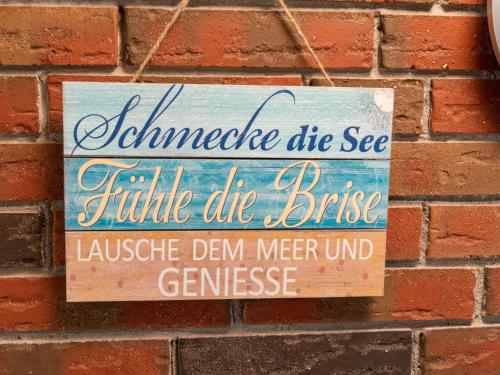 Schmecke die See
Fühle die Brise
LAUSCHE DEM MEER UND
GENIESSE